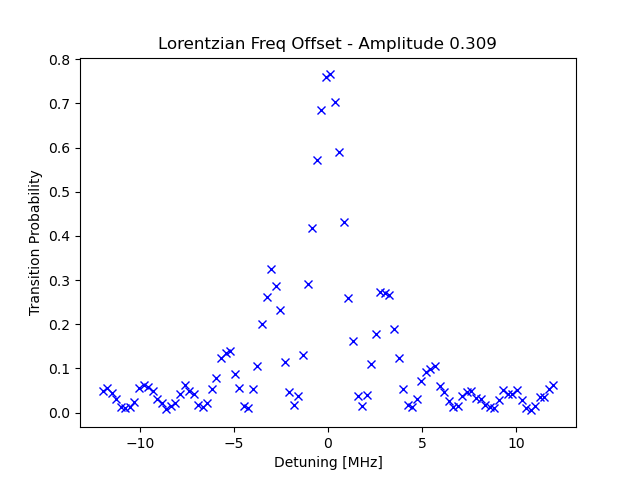 Lorentzian Freq Offset - Amplitude 0.309
Transition Probability
0.8
0.7
0.6
0.5
0.4
0.3
0.2
0.1
0.0
−10 −5 0 5 10
Detuning [MHz]